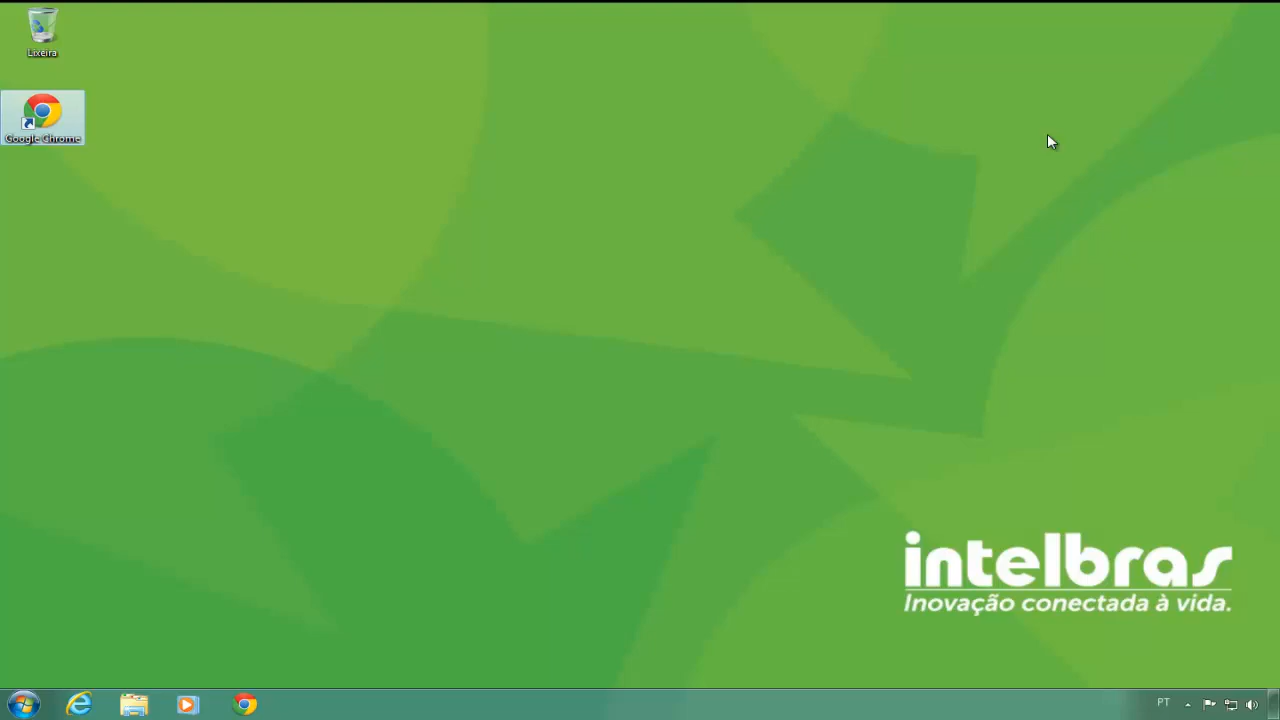 Lixeira
Google Chrome
intelbras
Inovação conectada à vida.
PT